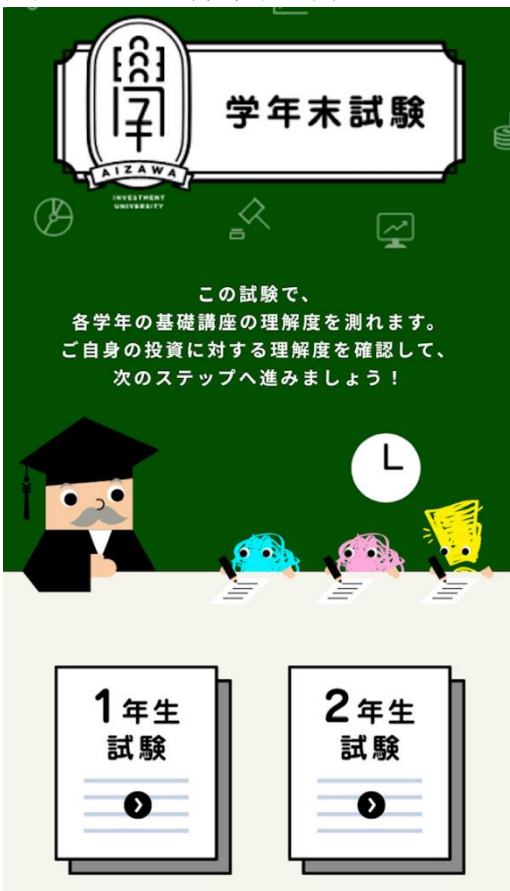 学年末試験
AIZAWA
INVESTMENT
UNIVERSITY
この試験で、
各学年の基礎講座の理解度を測れます。
ご自身の投資に対する理解度を確認して、
次のステップへ進みましょう！
1年生
試験
2年生
試験